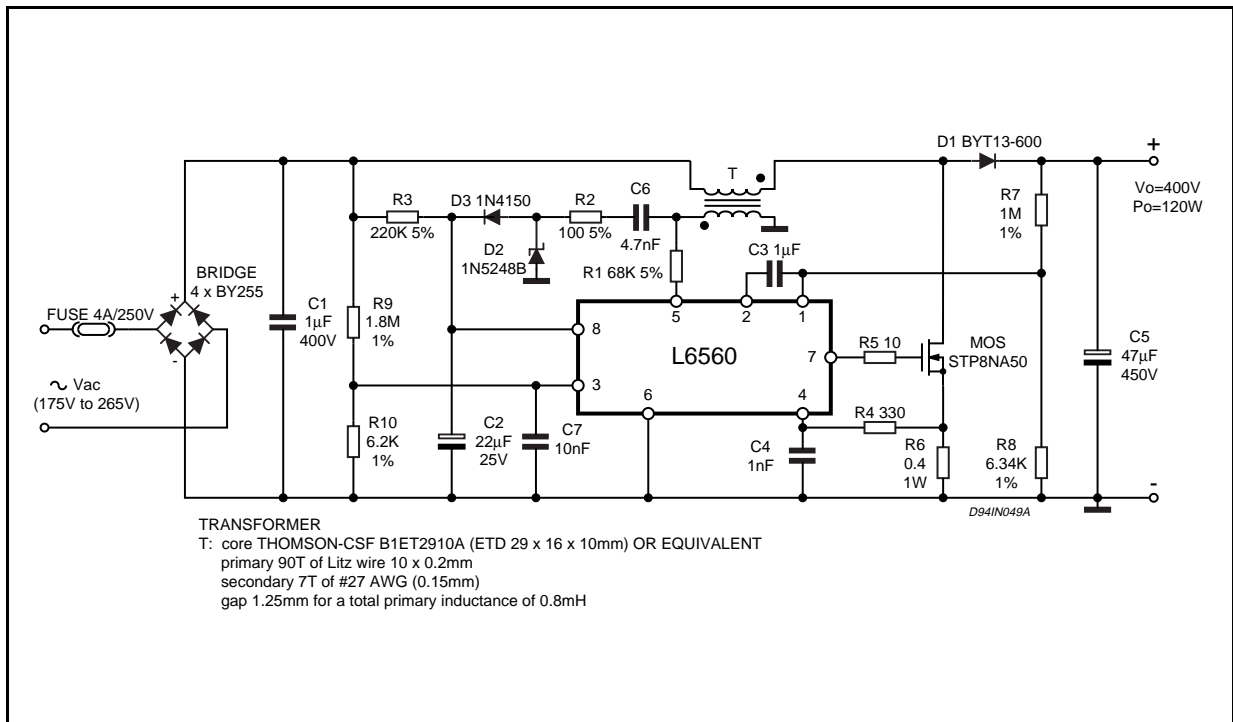 D1 BYT13-600
+
T
Vo=400V
Po=120W
R3
220K 5%
D3 1N4150
R2
100 5%
C6
4.7nF
R7
1M
1%
D2
1N5248B
R1 68K 5%
C3 1μF
BRIDGE
4 x BY255
+
-
FUSE 4A/250V
C1
1μF
400V
R9
1.8M
1%
5
2
1
8
L6560
7
R5 10
MOS
STP8NA50
C5
47μF
450V
∼ Vac
(175V to 265V)
3
6
4
R10
6.2K
1%
C2
22μF
25V
C7
10nF
R4 330
C4
1nF
R6
0.4
1W
R8
6.34K
1%
-
D94IN049A
TRANSFORMER
T: core THOMSON-CSF B1ET2910A (ETD 29 x 16 x 10mm) OR EQUIVALENT
primary 90T of Litz wire 10 x 0.2mm
secondary 7T of #27 AWG (0.15mm)
gap 1.25mm for a total primary inductance of 0.8mH